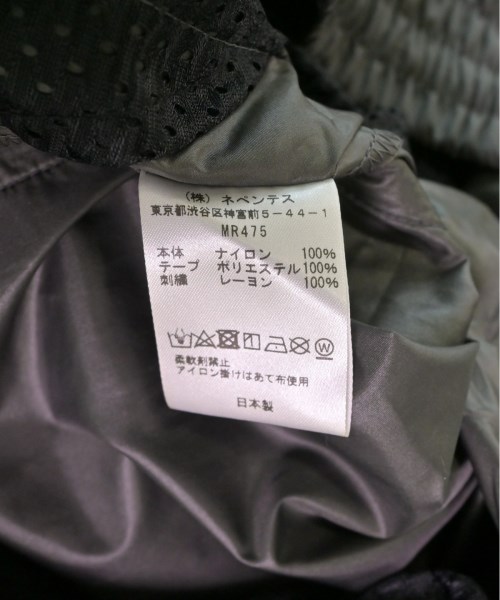 (株) ネペンテス
東京都渋谷区神宮前5-44-1
MR475
本体 ナイロン 100%
テープ ポリエステル 100%
刺繍 レーヨン 100%
W
柔軟剤禁止
アイロン掛けはあて布使用
日本製